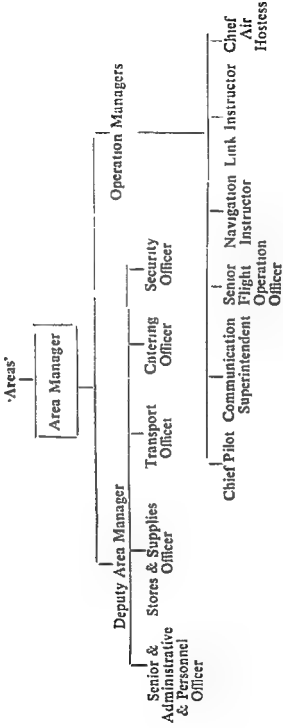 'Areas'
Area Manager
Deputy Area Manager
Operation Managers
Senior &
Administrative
& Personnel
Officer
Stores & Supplies
Officer
Transport
Officer
Catering
Officer
Security
Officer
Chief Pilot
Communication
Superintendent
Senior
Flight
Operation
Officer
Navigation
Instructor
Link Instructor
Chief
Air
Hostess